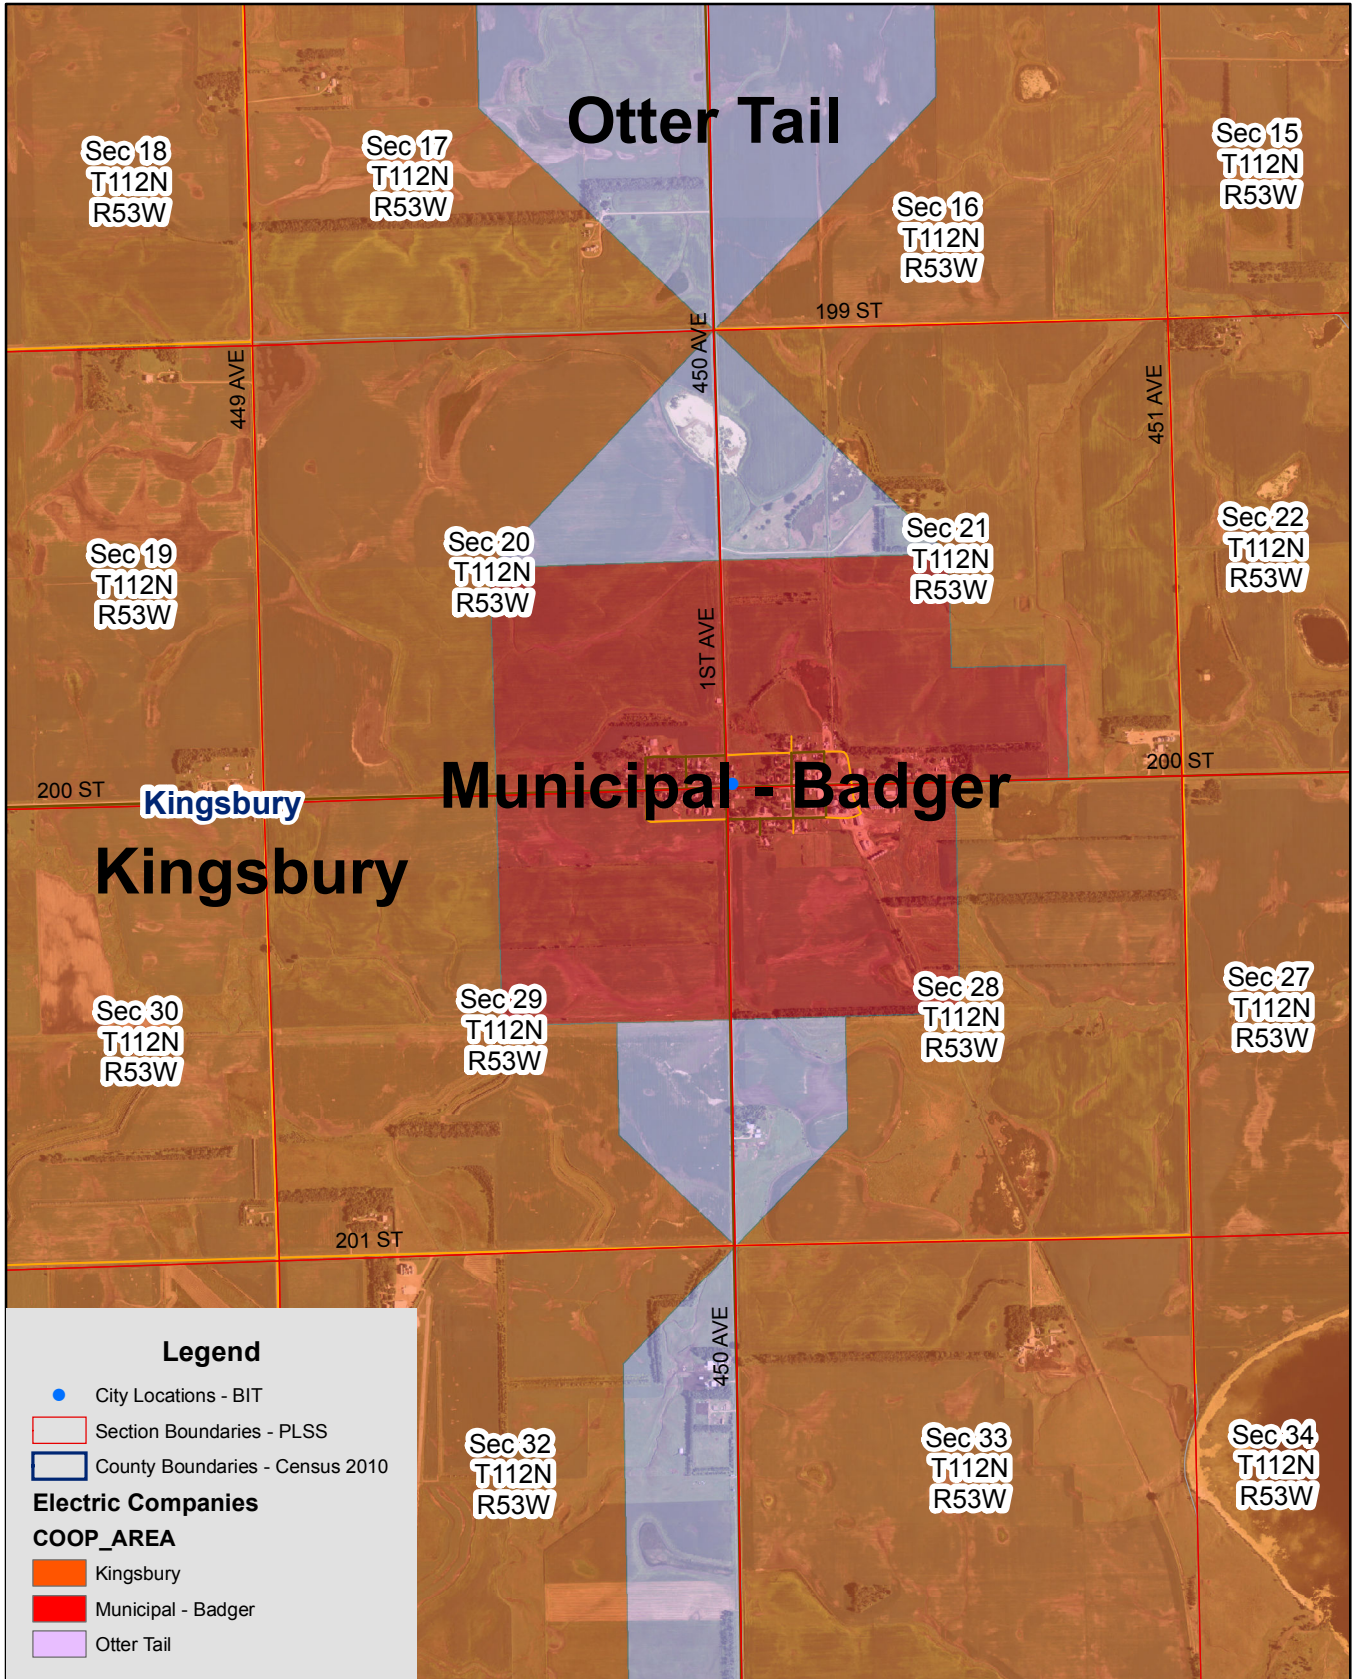 Otter Tail
Sec 18
T112N
R53W
Sec 17
T112N
R53W
Sec 16
T112N
R53W
Sec 15
T112N
R53W
199 ST
449 AVE
450 AVE
451 AVE
Sec 19
T112N
R53W
Sec 20
T112N
R53W
Sec 21
T112N
R53W
Sec 22
T112N
R53W
1ST AVE
200 ST
Kingsbury
Municipal - Badger
200 ST
Kingsbury
Sec 30
T112N
R53W
Sec 29
T112N
R53W
Sec 28
T112N
R53W
Sec 27
T112N
R53W
201 ST
450 AVE
Sec 32
T112N
R53W
Sec 33
T112N
R53W
Sec 34
T112N
R53W
Legend
City Locations - BIT
Section Boundaries - PLSS
County Boundaries - Census 2010
Electric Companies
COOP_AREA
Kingsbury
Municipal - Badger
Otter Tail